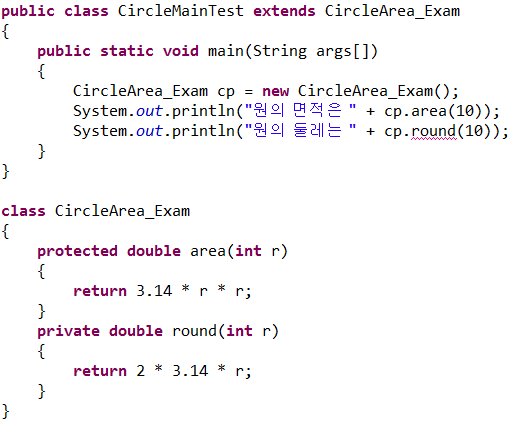 public class CircleMainTest extends CircleArea_Exam
{
    public static void main(String args[])
    {
        CircleArea_Exam cp = new CircleArea_Exam();
        System.out.println("원의 면적은 " + cp.area(10));
        System.out.println("원의 둘레는 " + cp.round(10));
    }
}

class CircleArea_Exam
{
    protected double area(int r)
    {
        return 3.14 * r * r;
    }
    private double round(int r)
    {
        return 2 * 3.14 * r;
    }
}